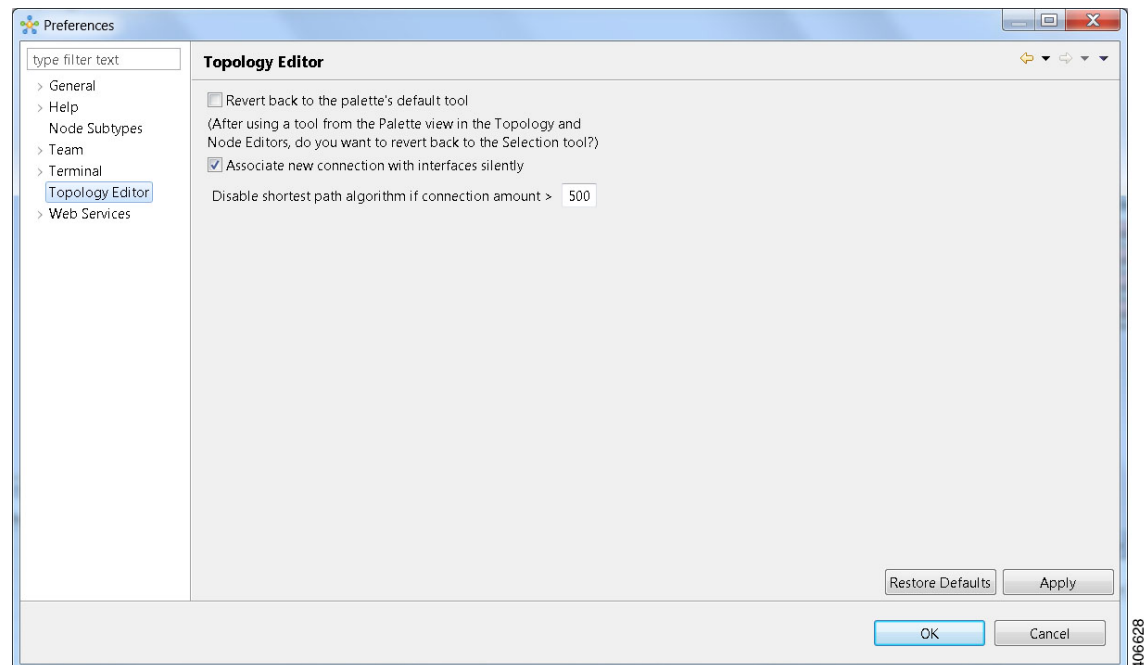 Preferences
type filter text
General
Help
Node Subtypes
Team
Terminal
Topology Editor
Web Services
Topology Editor
Revert back to the palette's default tool
(After using a tool from the Palette view in the Topology and
Node Editors, do you want to revert back to the Selection tool?)
Associate new connection with interfaces silently
Disable shortest path algorithm if connection amount > 500
Restore Defaults
Apply
OK
Cancel